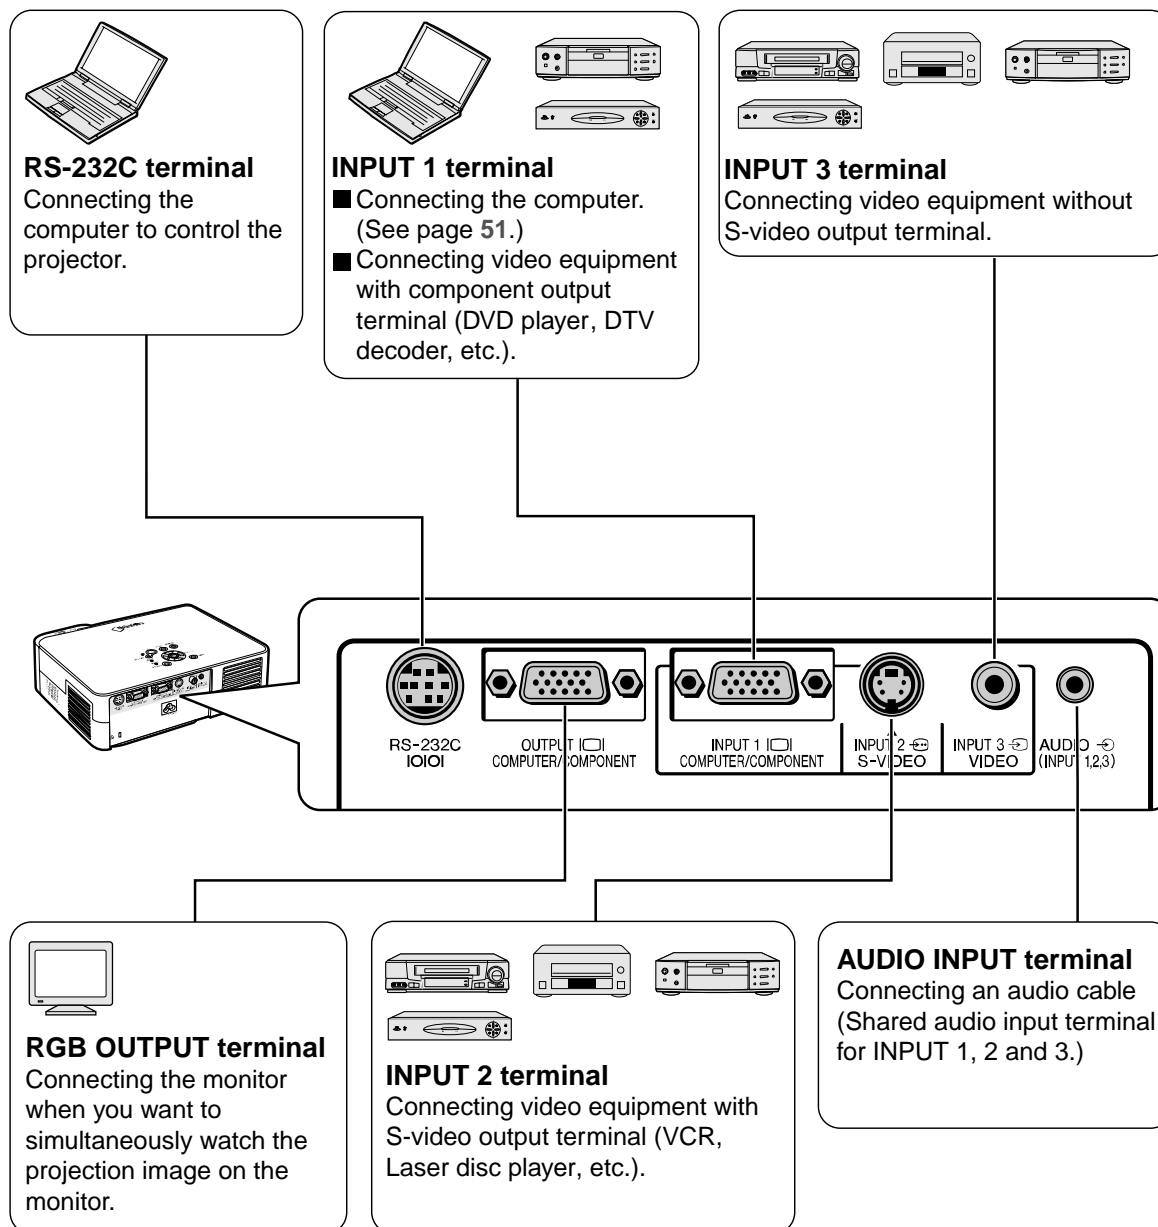 RS-232C terminal
Connecting the
computer to control the
projector.
INPUT 1 terminal
■ Connecting the computer.
(See page 51.)
■ Connecting video equipment
with component output
terminal (DVD player, DTV
decoder, etc.).
INPUT 3 terminal
Connecting video equipment without
S-video output terminal.
RS-232C
IOIOI
OUTPUT
COMPUTER/COMPONENT
INPUT 1
COMPUTER/COMPONENT
INPUT 2
S-VIDEO
INPUT 3
VIDEO
AUDIO
(INPUT 1,2,3)
RGB OUTPUT terminal
Connecting the monitor
when you want to
simultaneously watch the
projection image on the
monitor.
INPUT 2 terminal
Connecting video equipment with
S-video output terminal (VCR,
Laser disc player, etc.).
AUDIO INPUT terminal
Connecting an audio cable
(Shared audio input terminal
for INPUT 1, 2 and 3.)